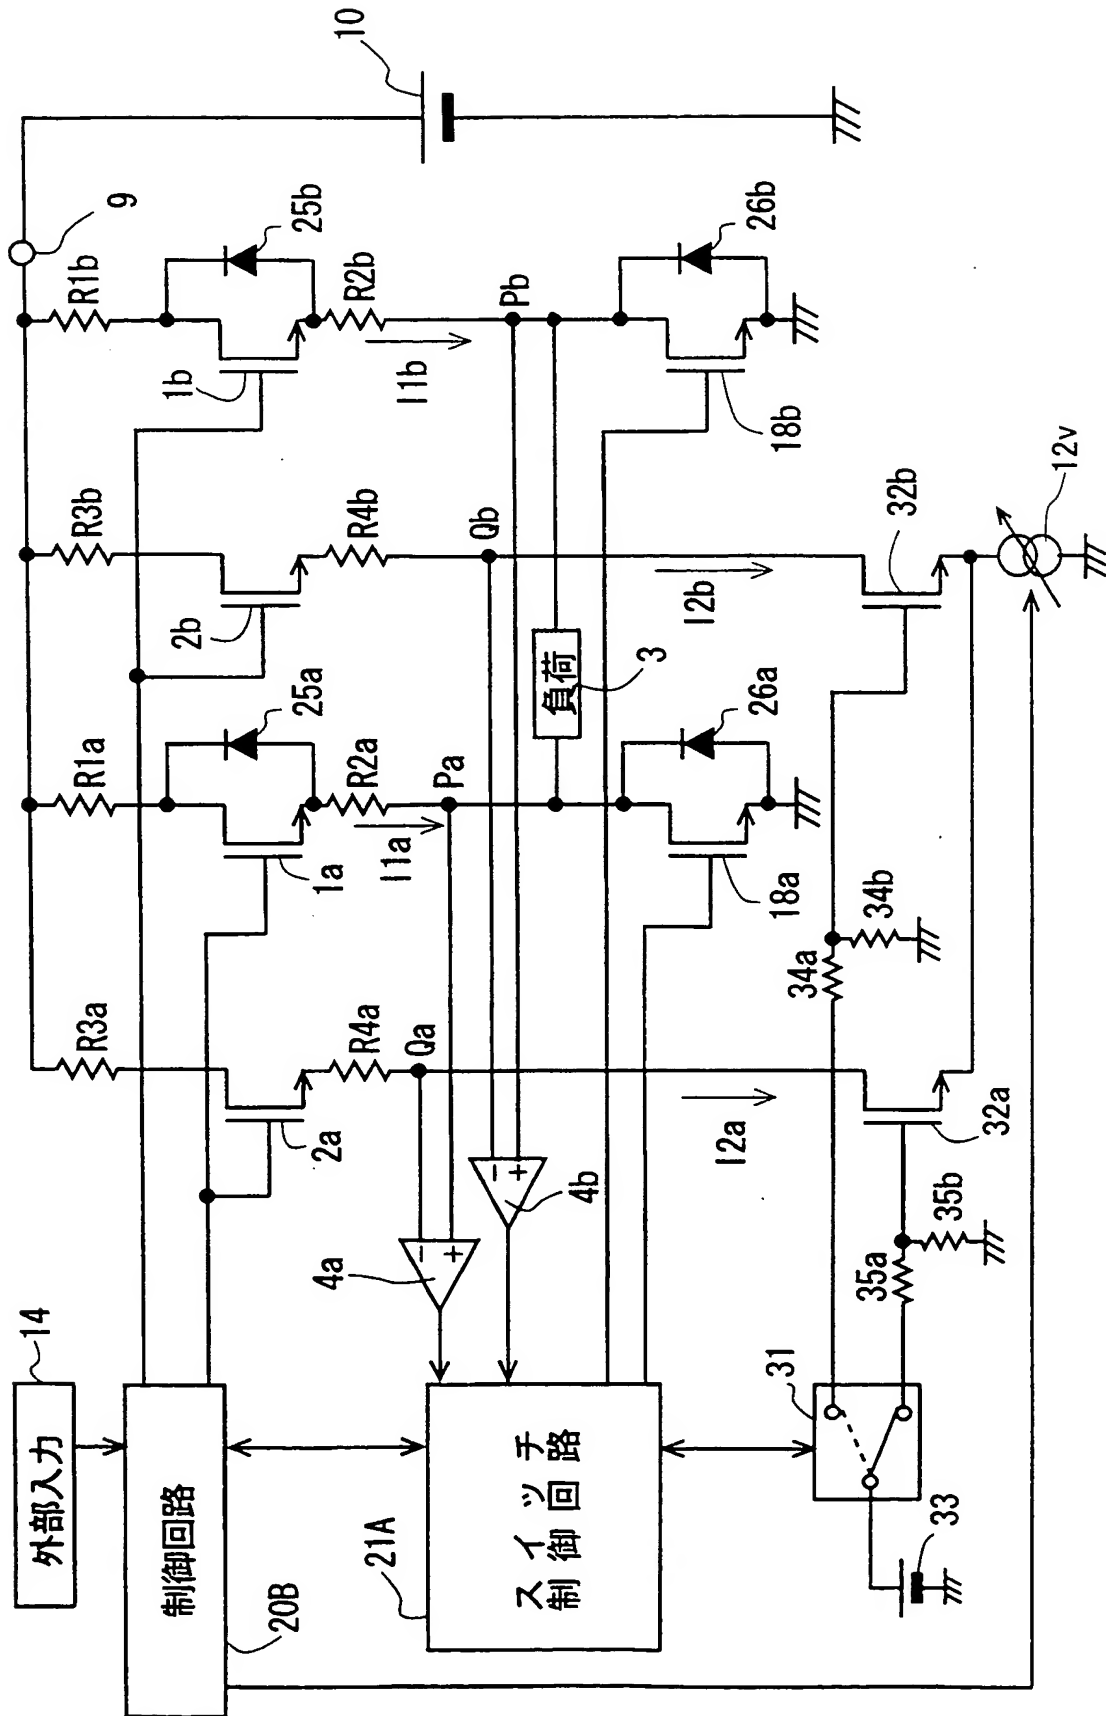 10
9
R1b
25b
1b
R2b
I1b
Pb
26b
18b
R3b
2b
R4b
Qb
I2b
32b
12v
R1a
25a
1a
R2a
I1a
Pa
負荷
3
26a
18a
34a
34b
R3a
2a
R4a
Qa
I2a
32a
35a
35b
-
+
4b
-
+
4a
14
外部入力
制御回路
20B
21A
スイッチ
制御回路
31
33